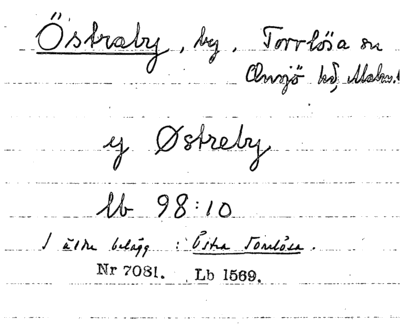 Östraby, by, Torrlösa sn
Onsjö hd, Malm.
ej Østreby
lb 98:10
I äldre belägg : Östra Torrlösa.
Nr 7081. Lb 1569.